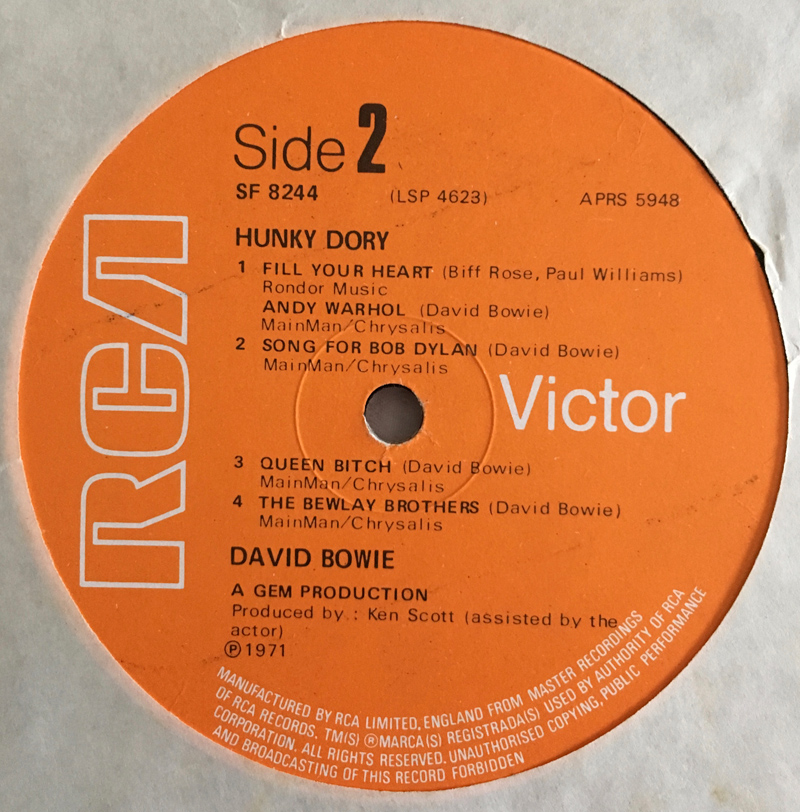 Side 2
SF 8244 (LSP 4623) APRS 5948
HUNKY DORY
1 FILL YOUR HEART (Biff Rose, Paul Williams)
Rondor Music
ANDY WARHOL (David Bowie)
MainMan/Chrysalis
2 SONG FOR BOB DYLAN (David Bowie)
MainMan/Chrysalis
RCA
Victor
3 QUEEN BITCH (David Bowie)
MainMan/Chrysalis
4 THE BEWLAY BROTHERS (David Bowie)
MainMan/Chrysalis
DAVID BOWIE
A GEM PRODUCTION
Produced by : Ken Scott (assisted by the
actor)
℗1971
MANUFACTURED BY RCA LIMITED, ENGLAND FROM MASTER RECORDINGS
OF RCA RECORDS. TM(S) ®MARCA(S) REGISTRADA(S) USED BY AUTHORITY OF RCA
CORPORATION. ALL RIGHTS RESERVED. UNAUTHORISED COPYING, PUBLIC PERFORMANCE
AND BROADCASTING OF THIS RECORD FORBIDDEN